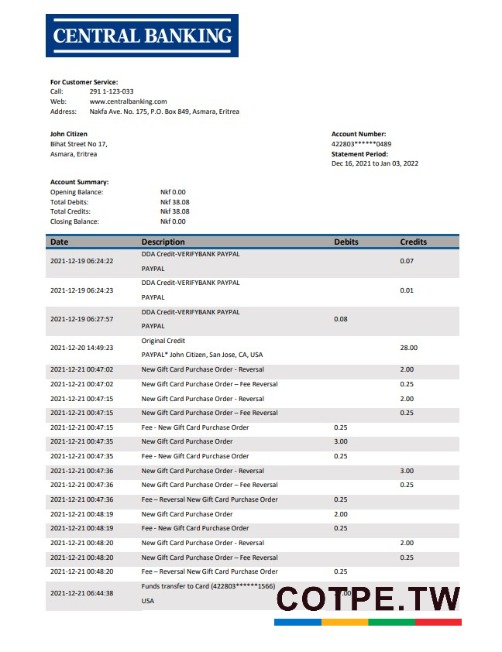 CENTRAL BANKING
For Customer Service:
Call: 291 1-123-033
Web: www.centralbanking.com
Address: Nakfa Ave. No. 175, P.O. Box 849, Asmara, Eritrea
John Citizen
Bihat Street No 17,
Asmara, Eritrea
Account Number:
422803******0489
Statement Period:
Dec 16, 2021 to Jan 03, 2022
Account Summary:
Opening Balance: Nkf 0.00
Total Debits: Nkf 38.08
Total Credits: Nkf 38.08
Closing Balance: Nkf 0.00
Date Description Debits Credits
2021-12-19 06:24:22 DDA Credit-VERIFYBANK PAYPAL 0.07
PAYPAL
2021-12-19 06:24:23 DDA Credit-VERIFYBANK PAYPAL 0.01
PAYPAL
2021-12-19 06:27:57 DDA Credit-VERIFYBANK PAYPAL 0.08
PAYPAL
2021-12-20 14:49:23 Original Credit 28.00
PAYPAL* John Citizen, San Jose, CA, USA
2021-12-21 00:47:02 New Gift Card Purchase Order - Reversal 2.00
2021-12-21 00:47:02 New Gift Card Purchase Order – Fee Reversal 0.25
2021-12-21 00:47:15 New Gift Card Purchase Order - Reversal 2.00
2021-12-21 00:47:15 New Gift Card Purchase Order – Fee Reversal 0.25
2021-12-21 00:47:15 Fee - New Gift Card Purchase Order 0.25
2021-12-21 00:47:35 New Gift Card Purchase Order 3.00
2021-12-21 00:47:35 Fee - New Gift Card Purchase Order 0.25
2021-12-21 00:47:36 New Gift Card Purchase Order - Reversal 3.00
2021-12-21 00:47:36 New Gift Card Purchase Order – Fee Reversal 0.25
2021-12-21 00:47:36 Fee – Reversal New Gift Card Purchase Order 0.25
2021-12-21 00:48:19 New Gift Card Purchase Order 2.00
2021-12-21 00:48:19 Fee - New Gift Card Purchase Order 0.25
2021-12-21 00:48:20 New Gift Card Purchase Order - Reversal 2.00
2021-12-21 00:48:20 New Gift Card Purchase Order – Fee Reversal 0.25
2021-12-21 00:48:20 Fee – Reversal New Gift Card Purchase Order 0.25
2021-12-21 06:44:38 Funds transfer to Card (422803******1566)
USA
COTPE.TW